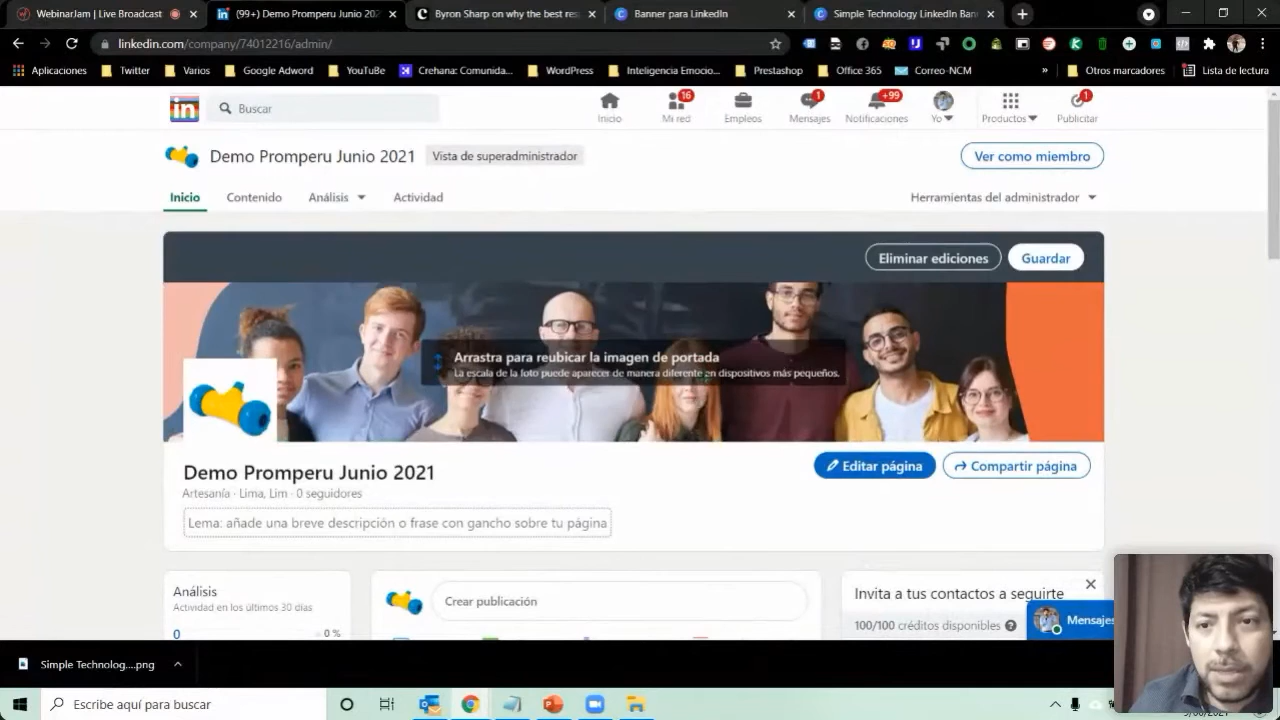 WebinarJam | Live Broadcast
(99+) Demo Promperu Junio 202
Byron Sharp on why the best res
Banner para LinkedIn
Simple Technology LinkedIn Ban
linkedin.com/company/74012216/admin/
Aplicaciones
Twitter
Varios
Google Adword
YouTube
Crehana: Comunida...
WordPress
Inteligencia Emocio...
Prestashop
Office 365
Correo-NCM
»
Otros marcadores
Lista de lectura
in
Buscar
Inicio
16
Mi red
Empleos
1
Mensajes
+99
Notificaciones
Yo
Productos
1
Publicitar
Demo Promperu Junio 2021
Vista de superadministrador
Ver como miembro
Inicio
Contenido
Análisis
Actividad
Herramientas del administrador
Eliminar ediciones
Guardar
Arrastra para reubicar la imagen de portada
La escala de la foto puede aparecer de manera diferente en dispositivos más pequeños.
Demo Promperu Junio 2021
Editar página
Compartir página
Artesanía · Lima, Lim · 0 seguidores
Lema: añade una breve descripción o frase con gancho sobre tu página
Análisis
Actividad en los últimos 30 días
0
0 %
Crear publicación
Invita a tus contactos a seguirte
100/100 créditos disponibles
Mensajes
Simple Technolog....png
Escribe aquí para buscar